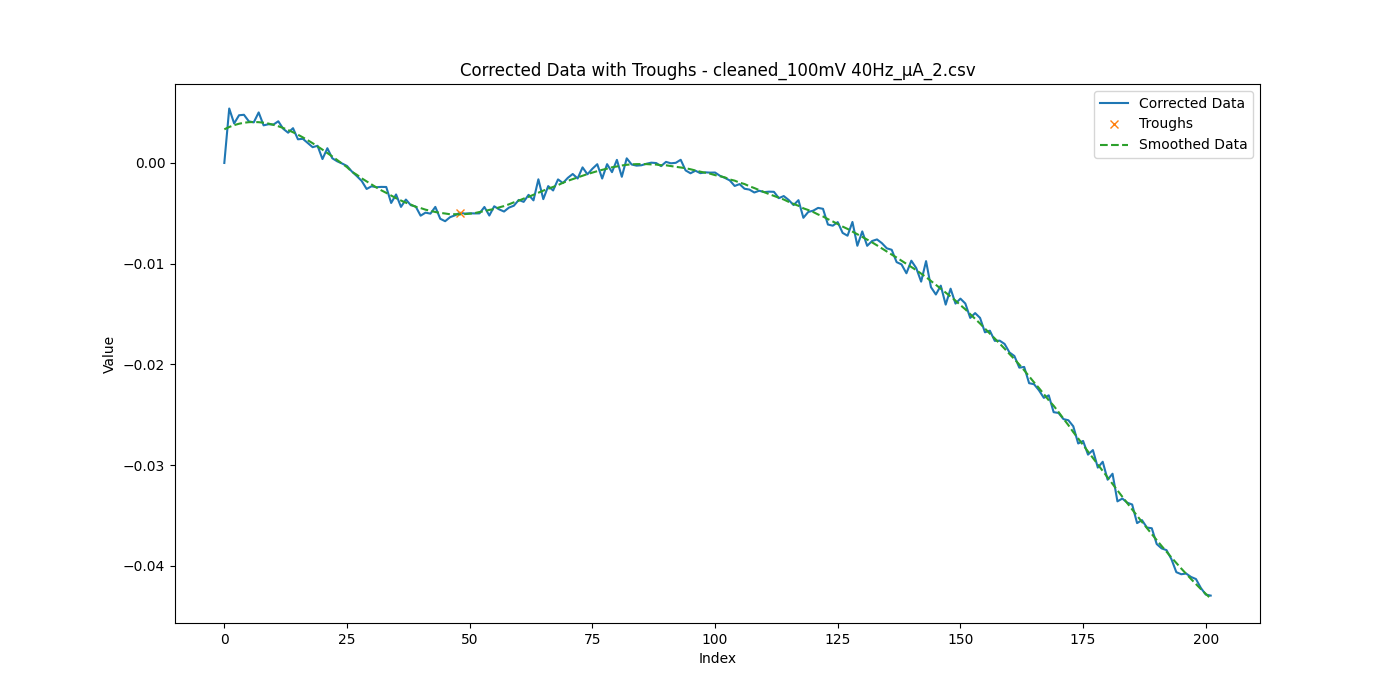 Corrected Data with Troughs - cleaned_100mV 40Hz_µA_2.csv
Corrected Data
Troughs
Smoothed Data
Value
0.00
−0.01
−0.02
−0.03
−0.04
0 25 50 75 100 125 150 175 200
Index